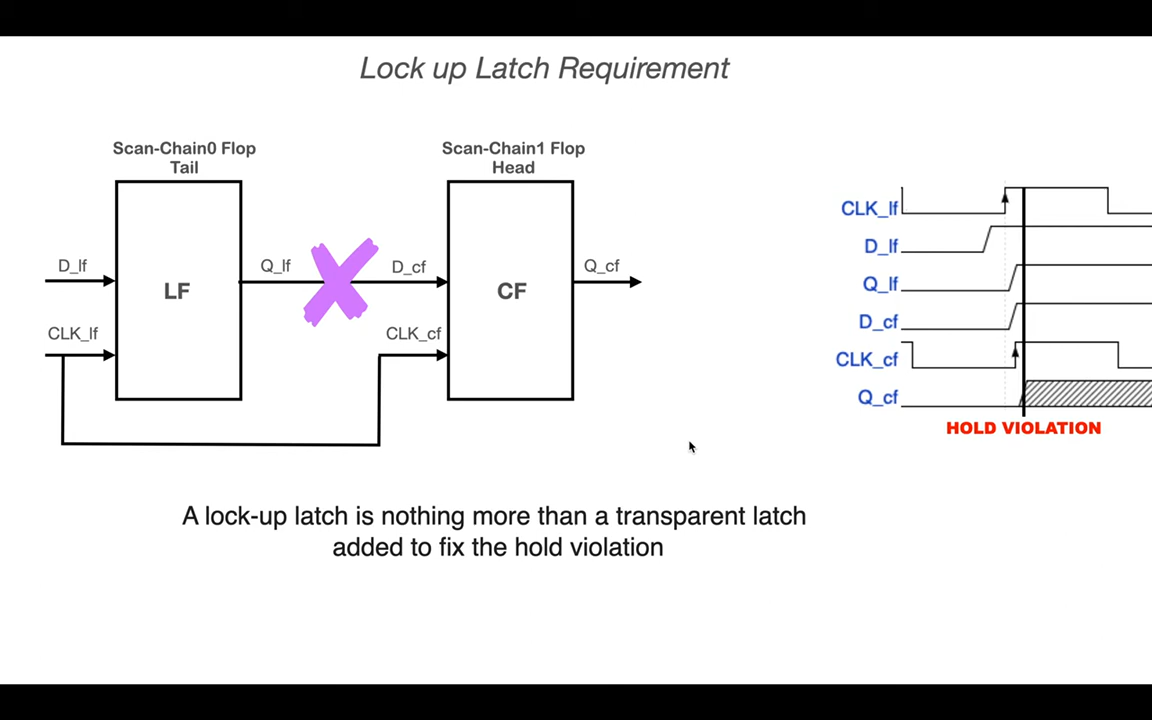 Lock up Latch Requirement
Scan-Chain0 Flop
Tail
Scan-Chain1 Flop
Head
D_lf
Q_lf
D_cf
Q_cf
LF
CF
CLK_lf
CLK_cf
CLK_lf
D_lf
Q_lf
D_cf
CLK_cf
Q_cf
HOLD VIOLATION
A lock-up latch is nothing more than a transparent latch
added to fix the hold violation